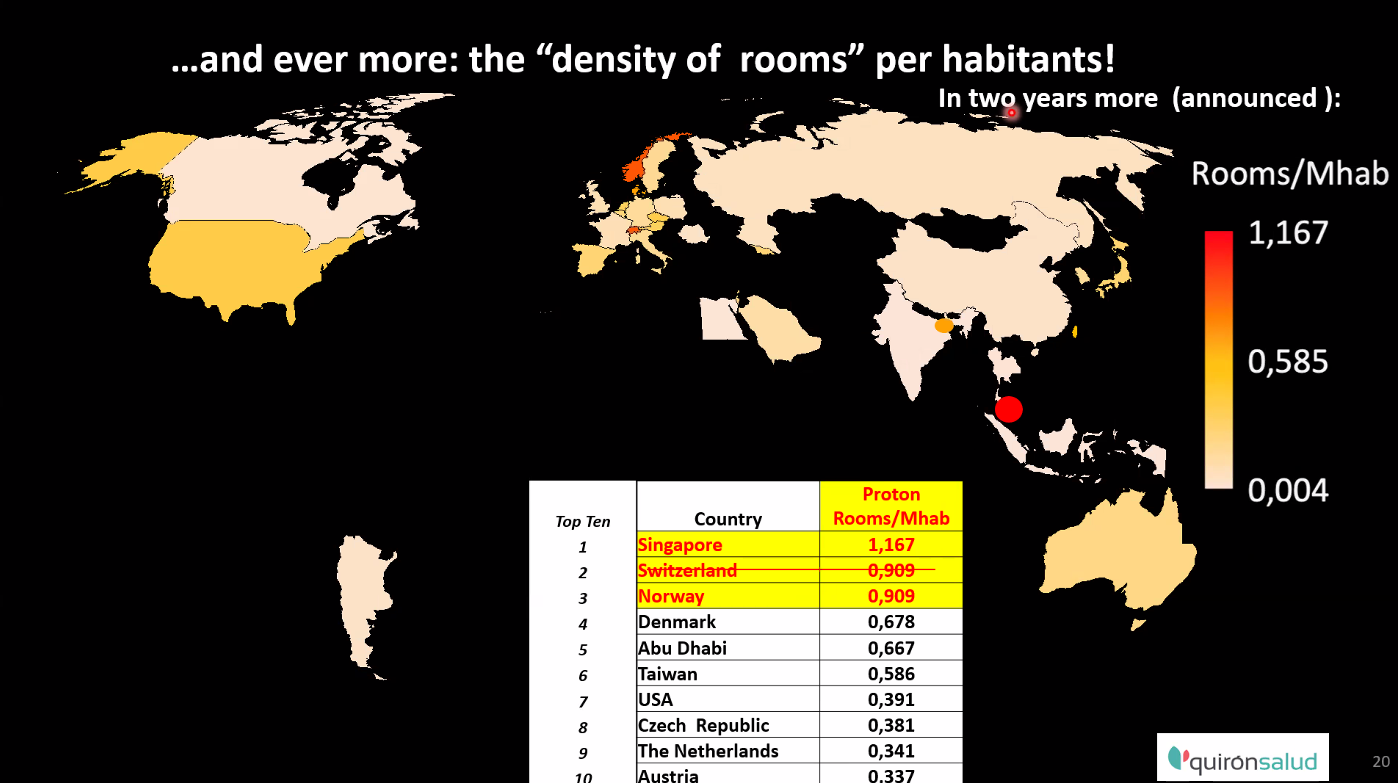 ...and ever more: the “density of rooms” per habitants!
In two years more (announced ):
Rooms/Mhab
1,167
0,585
0,004
Top Ten Country Proton Rooms/Mhab
1 Singapore 1,167
2 Switzerland 0,909
3 Norway 0,909
4 Denmark 0,678
5 Abu Dhabi 0,667
6 Taiwan 0,586
7 USA 0,391
8 Czech Republic 0,381
9 The Netherlands 0,341
10 Austria 0,337
quirónsalud
20